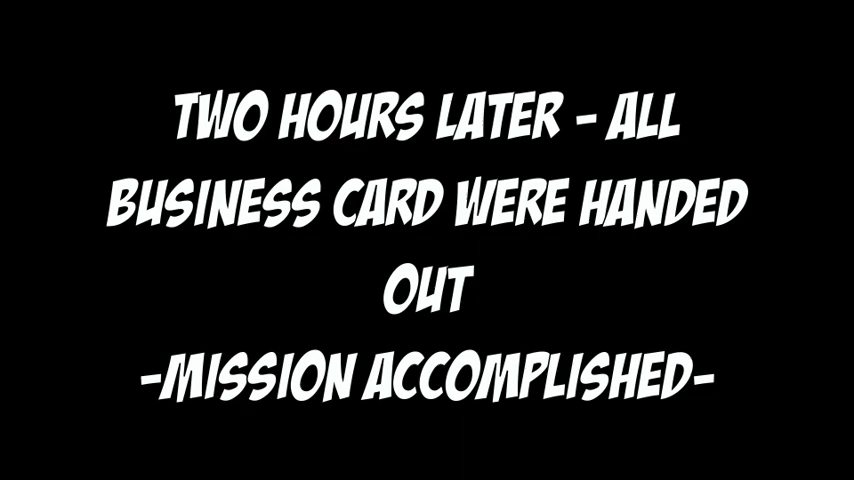 TWO HOURS LATER - ALL
BUSINESS CARD WERE HANDED
OUT
-MISSION ACCOMPLISHED-